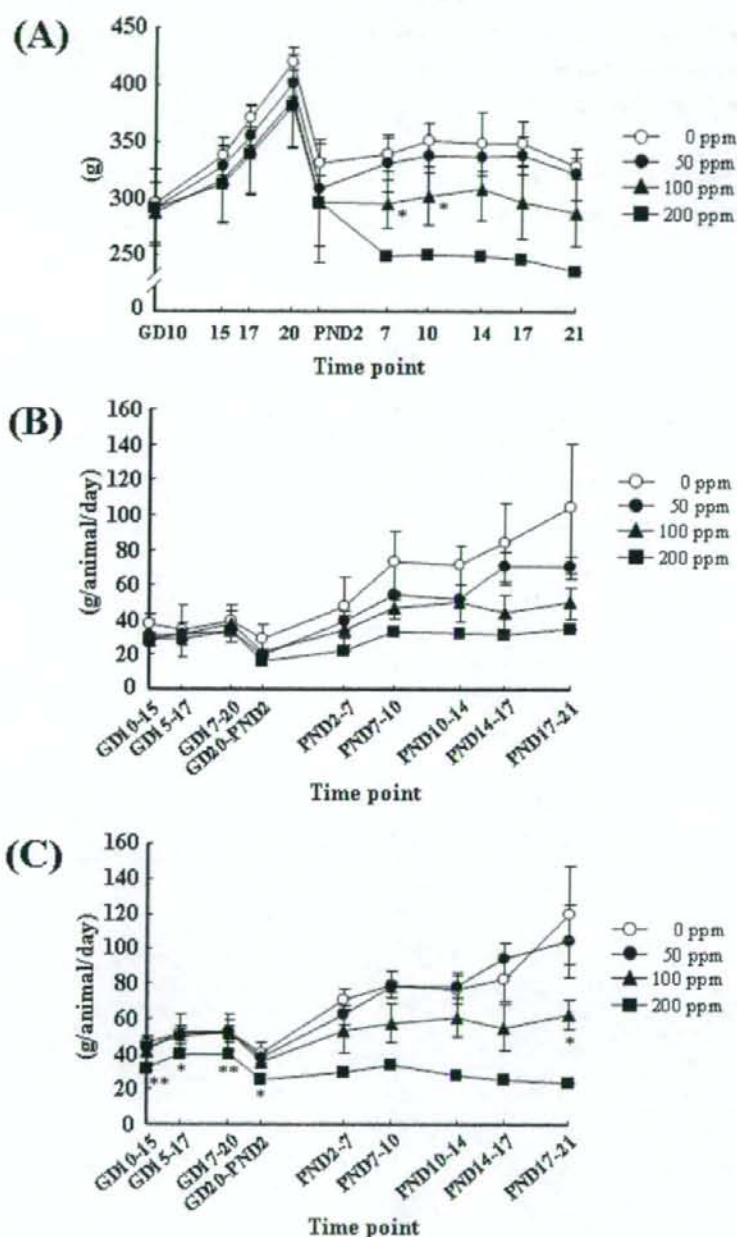 (A)
450
400
350
300
250
0
(g)
GD10 15 17 20 PND2 7 10 14 17 21
Time point
0 ppm
50 ppm
100 ppm
200 ppm
* *
(B)
160
140
120
100
80
60
40
20
0
(g/animal/day)
GD10-15 GD15-17 GD17-20 GD20-PND2 PND2-7 PND7-10 PND10-14 PND14-17 PND17-21
Time point
0 ppm
50 ppm
100 ppm
200 ppm
(C)
160
140
120
100
80
60
40
20
0
(g/animal/day)
** * ** * *
GD10-15 GD15-17 GD17-20 GD20-PND2 PND2-7 PND7-10 PND10-14 PND14-17 PND17-21
Time point
0 ppm
50 ppm
100 ppm
200 ppm